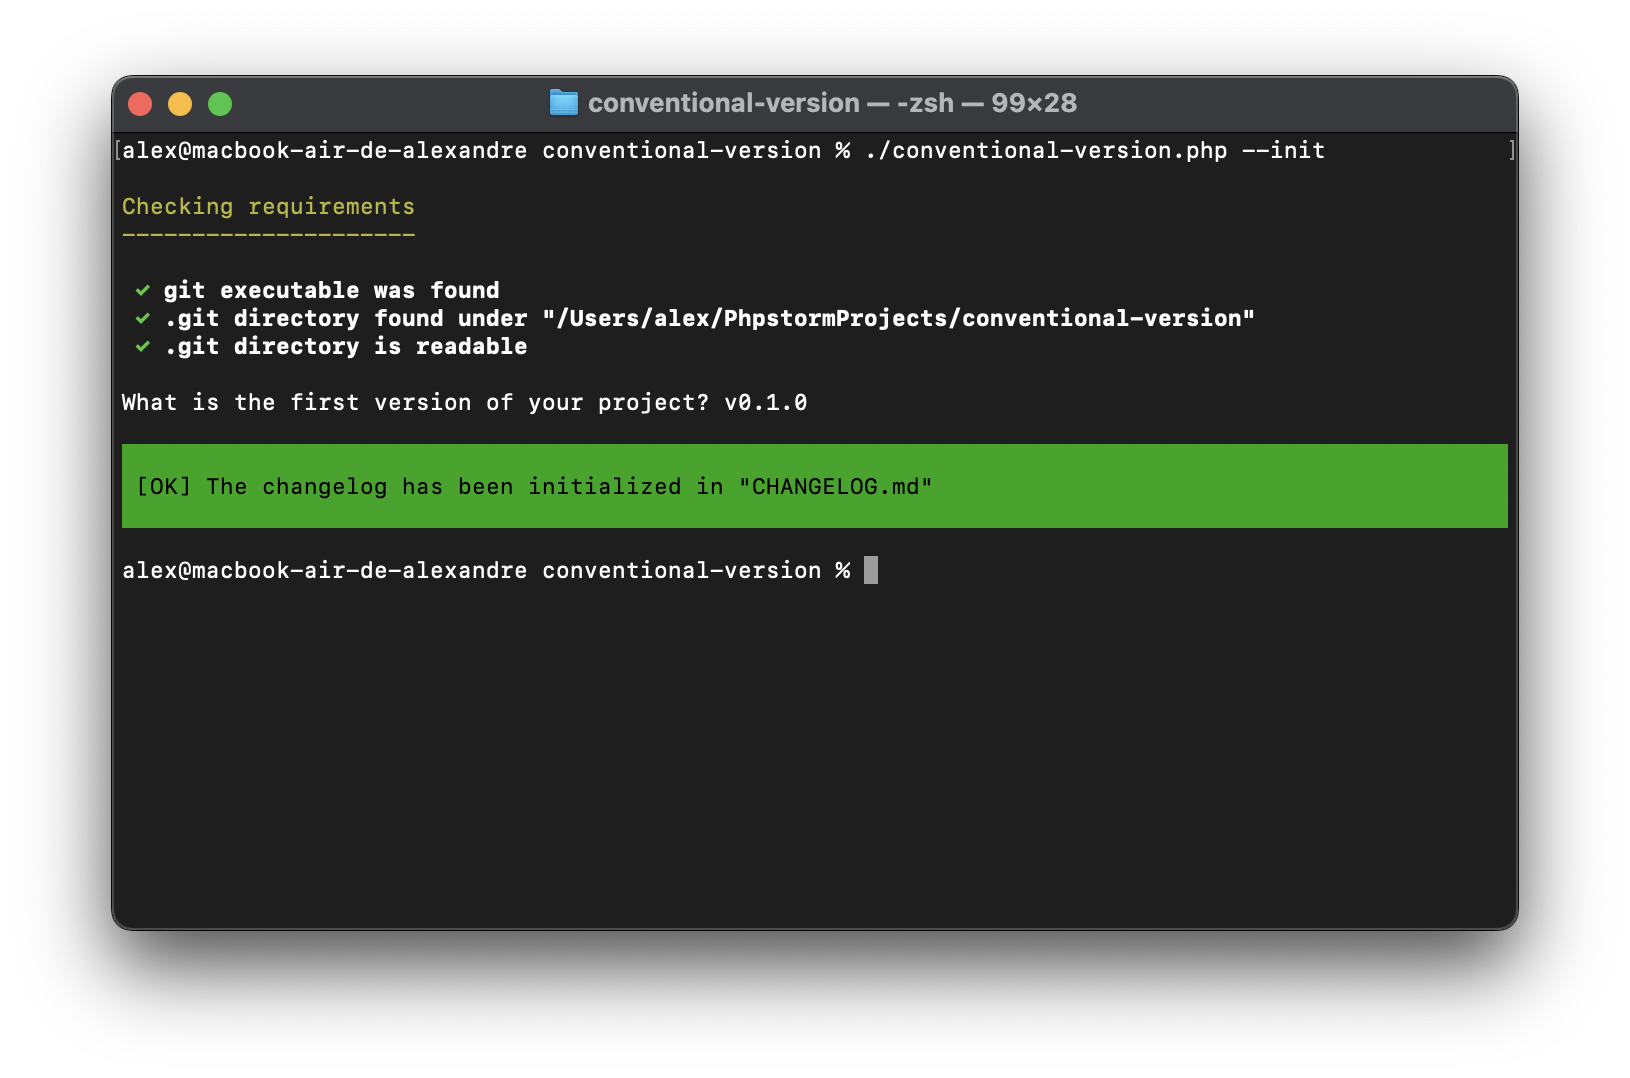 conventional-version — -zsh — 99×28
[alex@macbook-air-de-alexandre conventional-version % ./conventional-version.php --init ]
Checking requirements
---------------------
✓ git executable was found
✓ .git directory found under "/Users/alex/PhpstormProjects/conventional-version"
✓ .git directory is readable
What is the first version of your project? v0.1.0
[OK] The changelog has been initialized in "CHANGELOG.md"
alex@macbook-air-de-alexandre conventional-version %